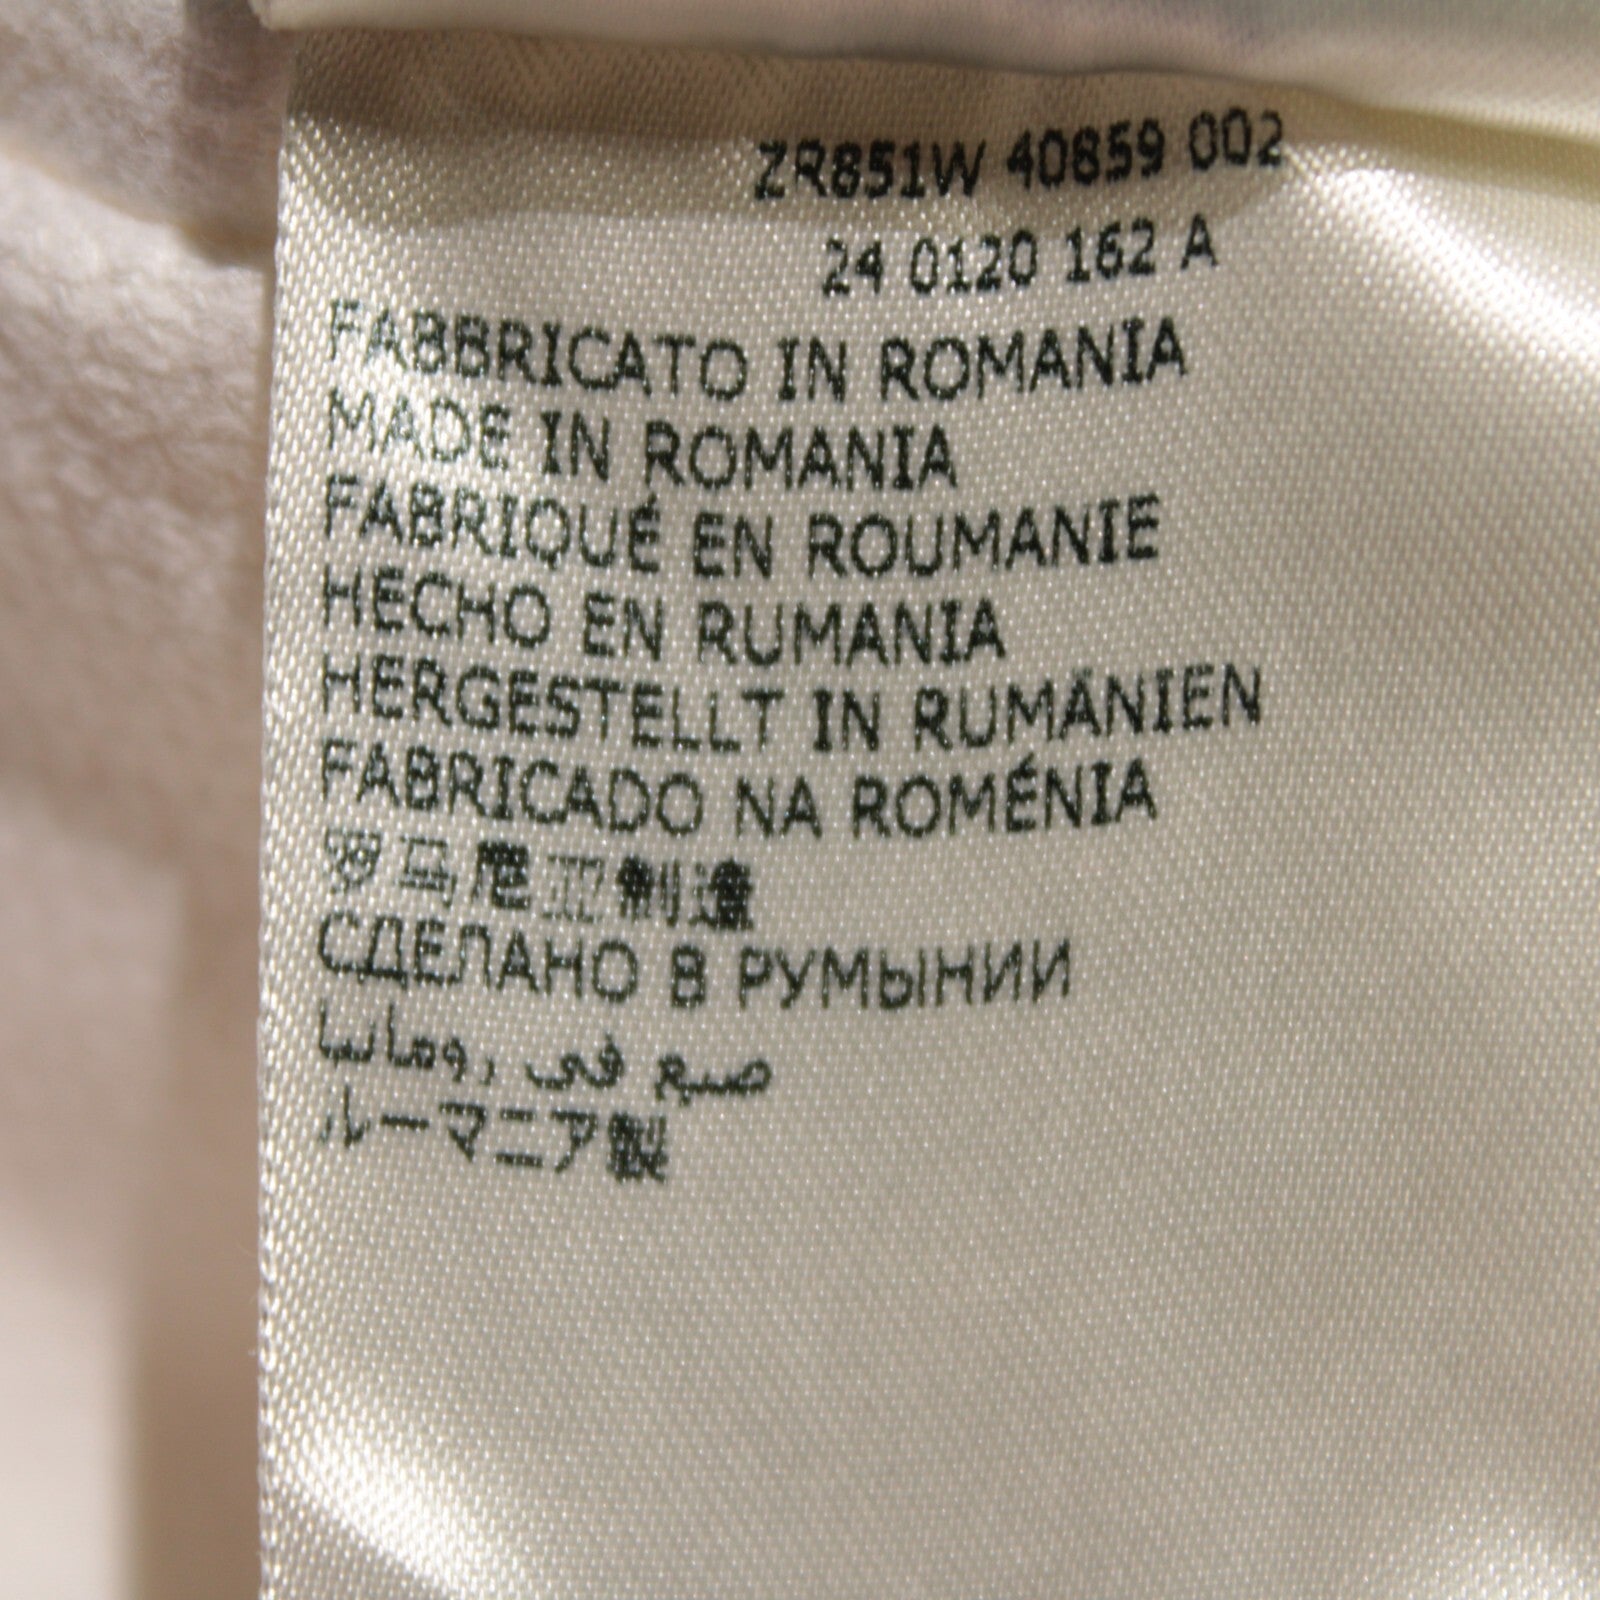 ZR851W 40859 002
24 0120 162 A
FABBRICATO IN ROMANIA
MADE IN ROMANIA
FABRIQUÉ EN ROUMANIE
HECHO EN RUMANIA
HERGESTELLT IN RUMÄNIEN
FABRICADO NA ROMÉNIA
罗马尼亚制造
СДЕЛАНО В РУМЫНИИ
صنع في رومانيا
ルーマニア製